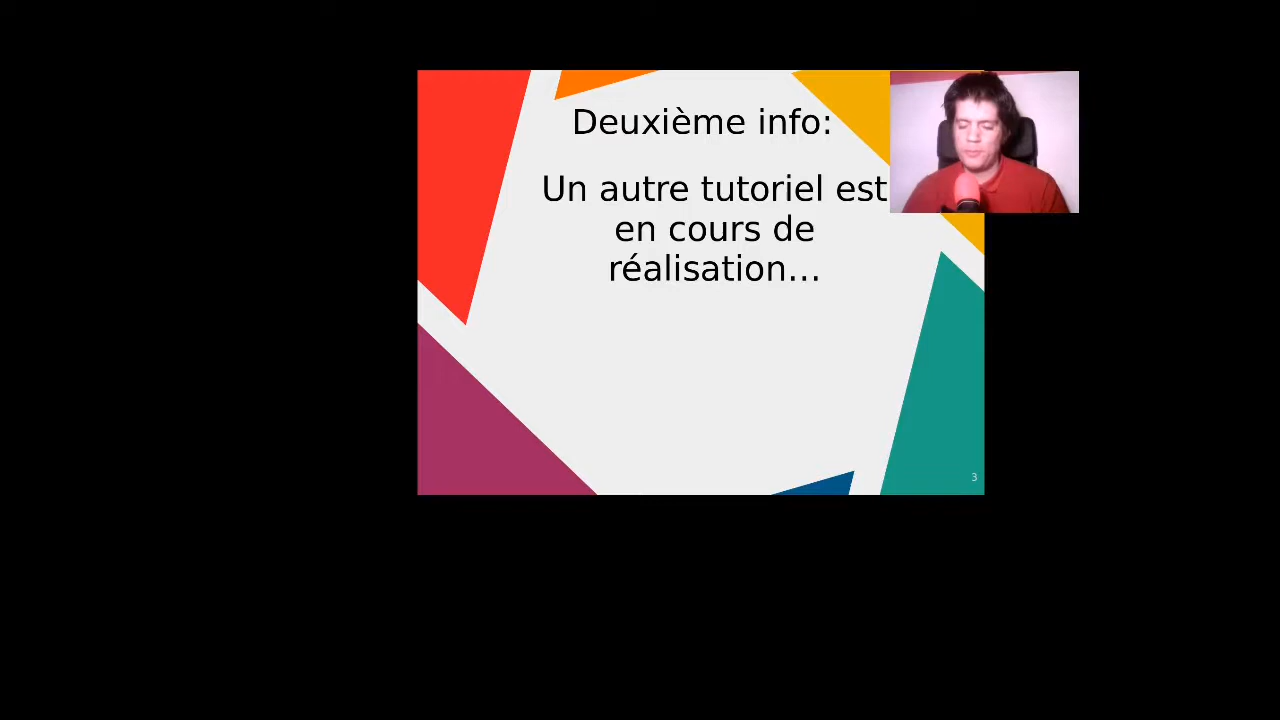 Deuxième info:
Un autre tutoriel est
en cours de
réalisation...
3